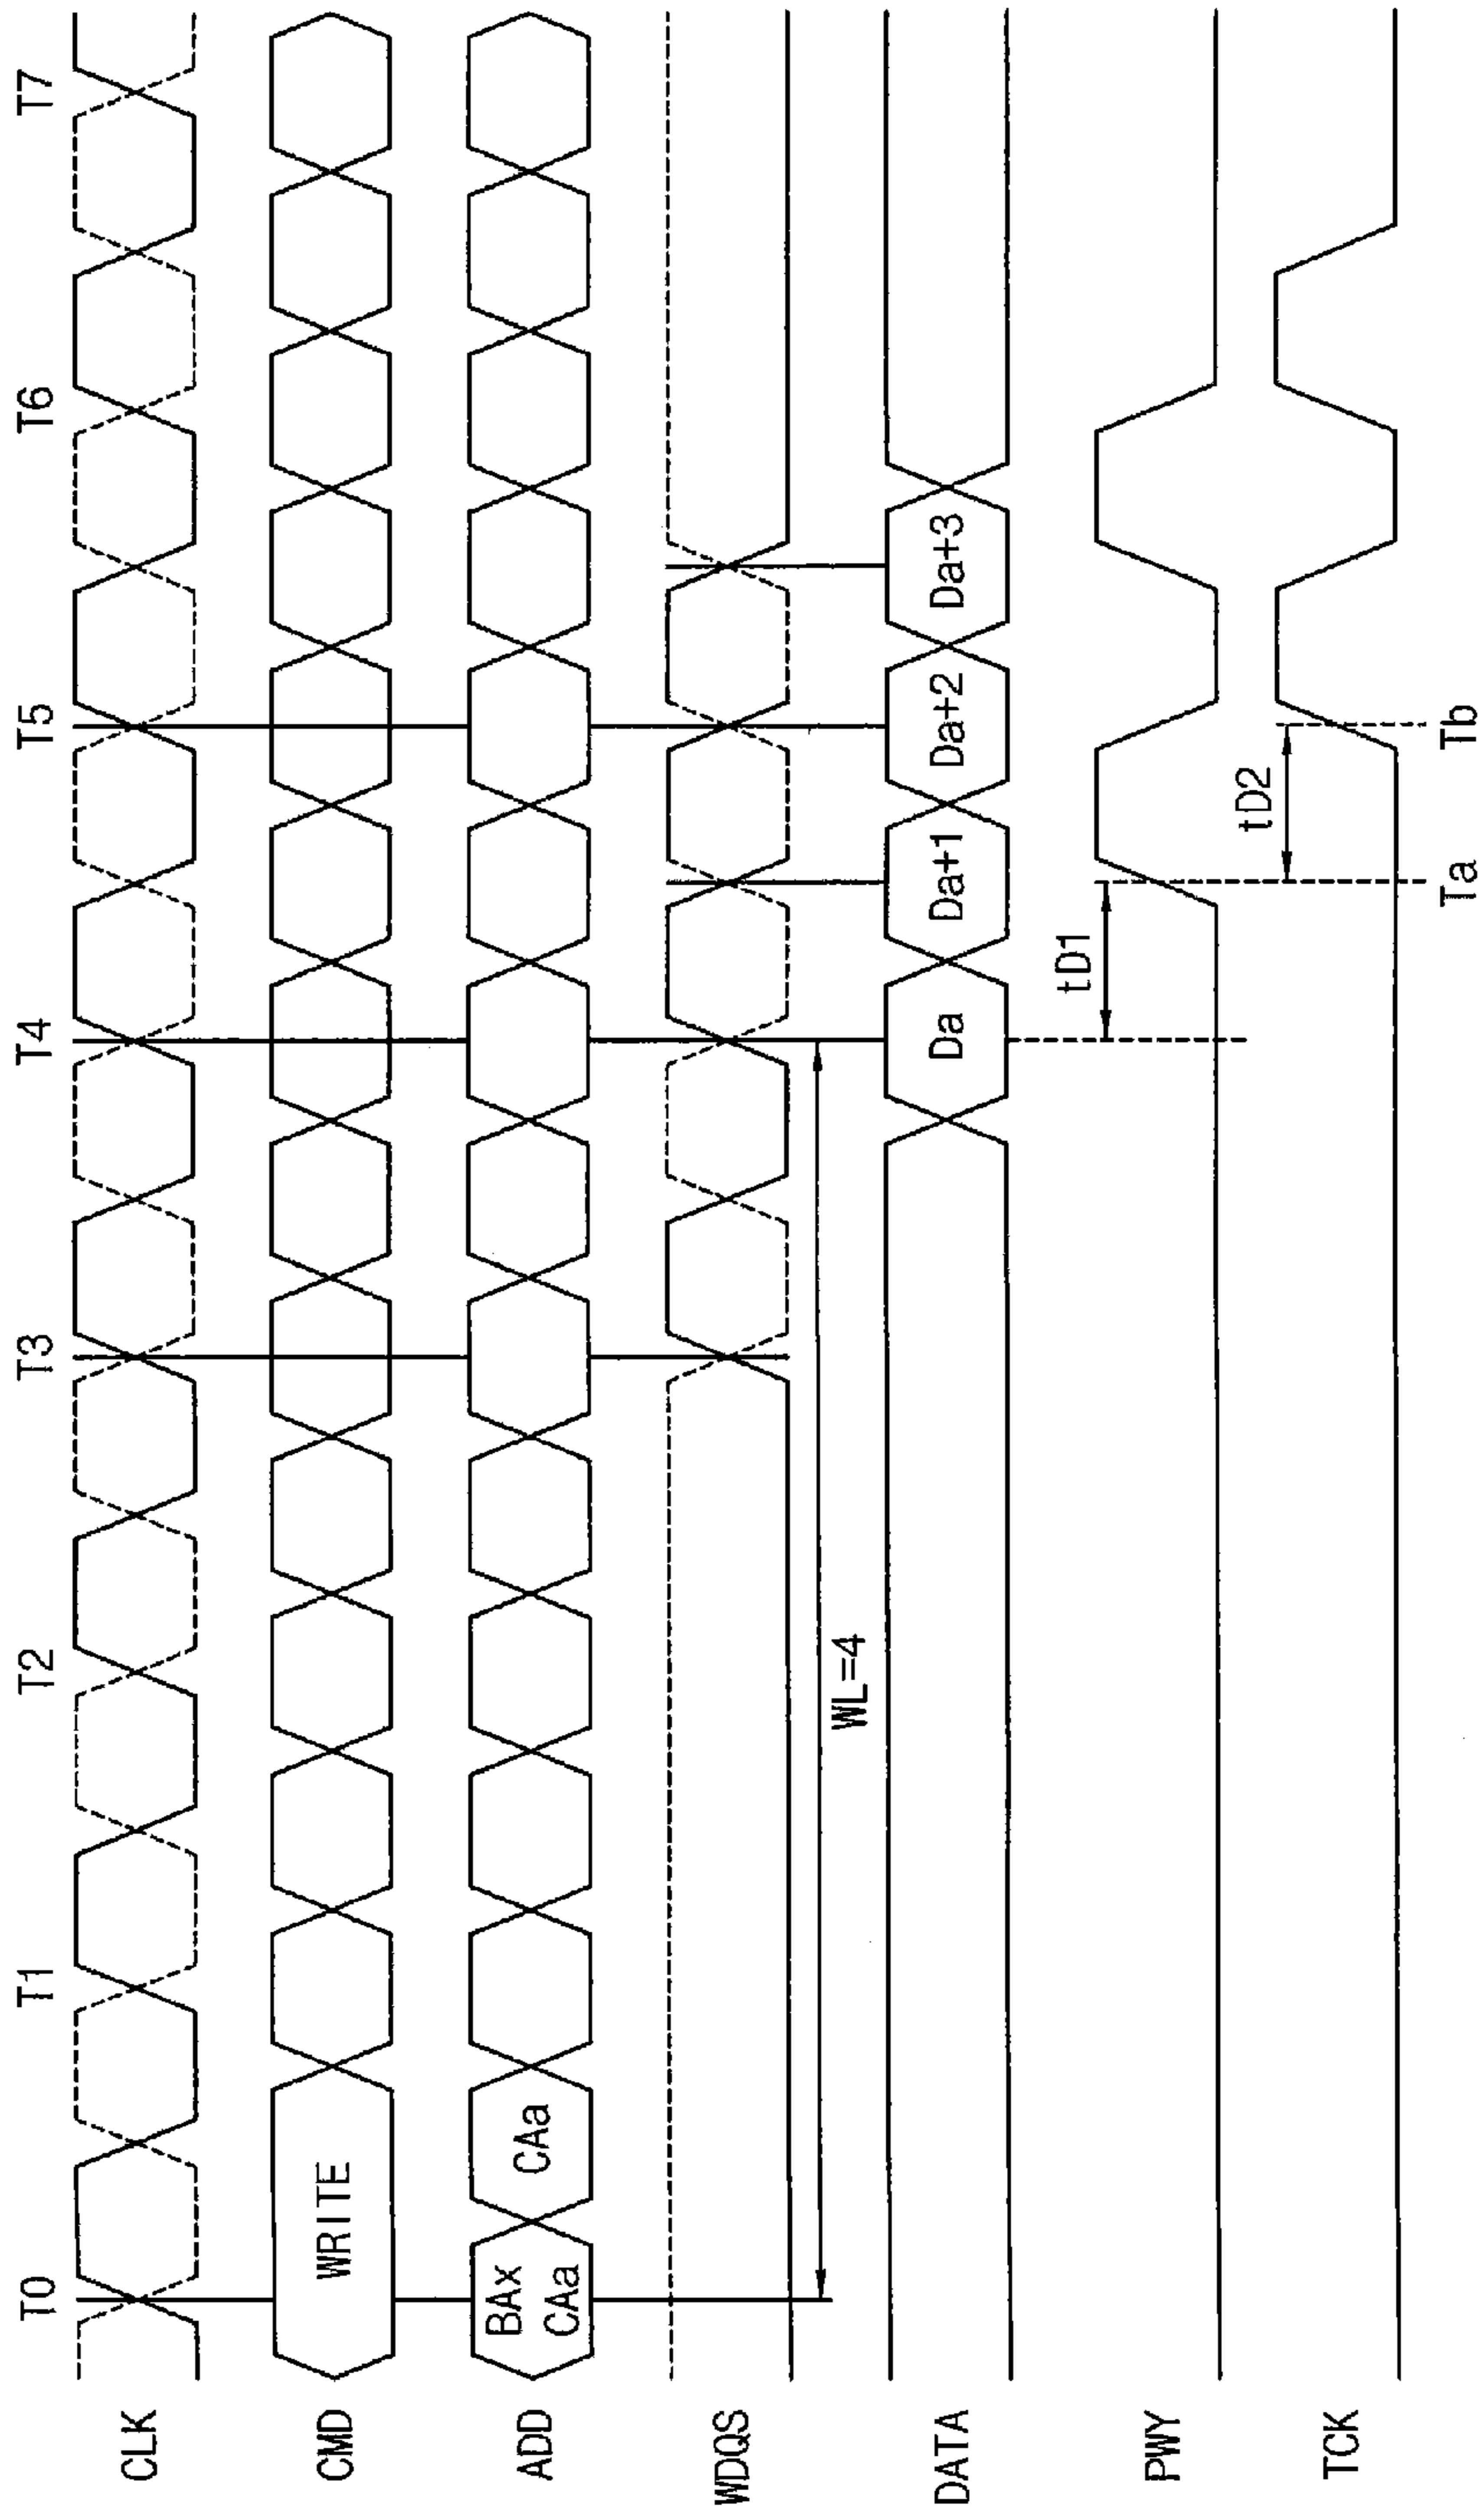 T0 T1 T2 T3 T4 T5 T6 T7
CLK
CMD WRITE
ADD BAx CAa CAa
WDQS
WL=4
DATA Da Da+1 Da+2 Da+3
tD1
PWY
tD2
TCK
Ta Tb